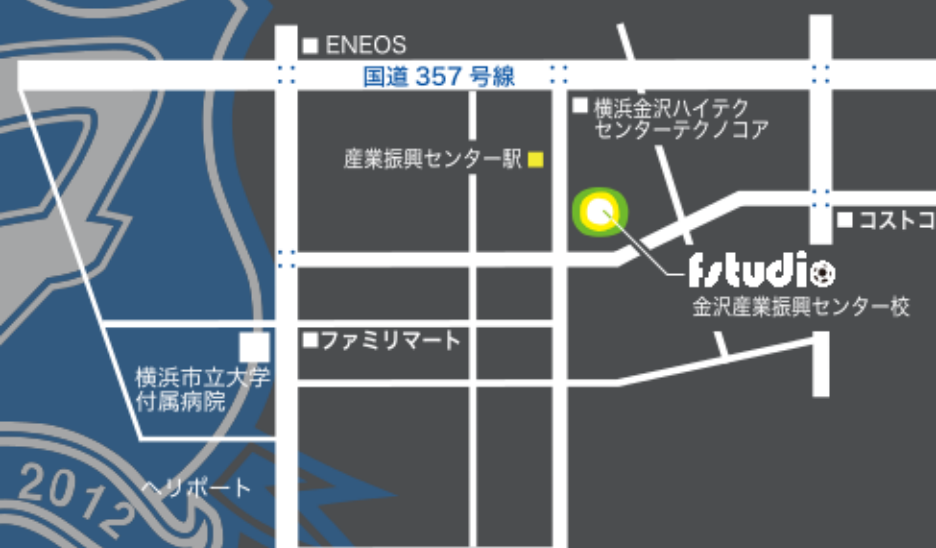 ENEOS
国道 357 号線
横浜金沢ハイテク
センターテクノコア
産業振興センター駅
コストコ
fstudio
金沢産業振興センター校
ファミリマート
横浜市立大学
付属病院
ヘリポート
2012